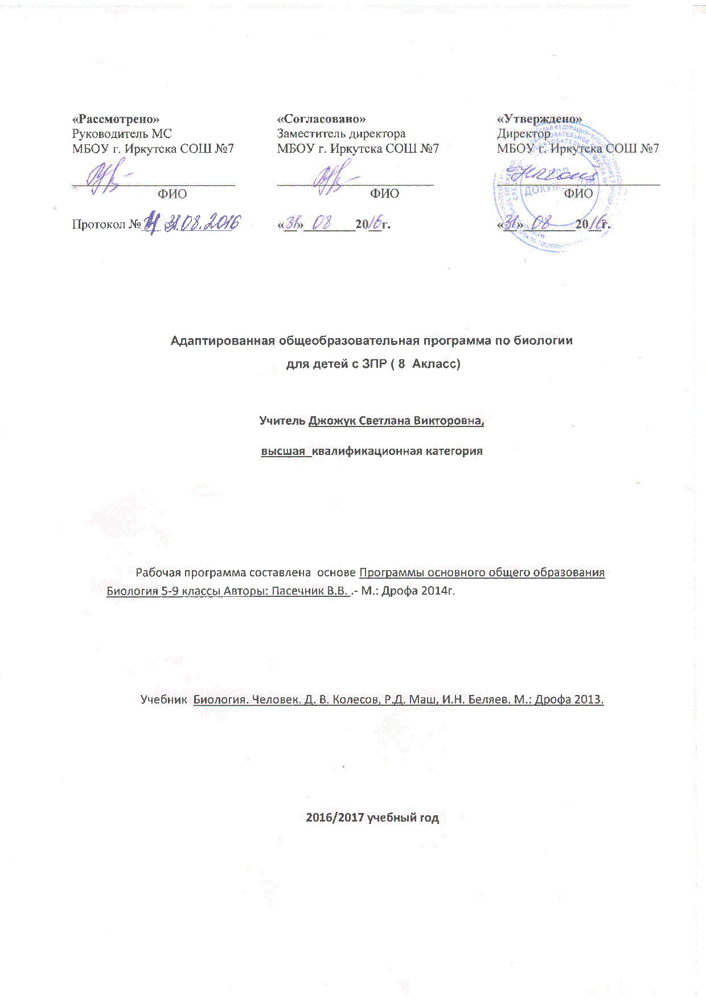 «Рассмотрено»
Руководитель МС
МБОУ г. Иркутска СОШ №7
ФИО
Протокол № 31.08.2016
«Согласовано»
Заместитель директора
МБОУ г. Иркутска СОШ №7
ФИО
«31» 08 2016г.
«Утверждено»
Директор
МБОУ г. Иркутска СОШ №7
ФИО
«31» 08 2016г.
Адаптированная общеобразовательная программа по биологии
для детей с ЗПР ( 8 Акласс)
Учитель Джожук Светлана Викторовна,
высшая квалификационная категория
Рабочая программа составлена основе Программы основного общего образования
Биология 5-9 классы Авторы: Пасечник В.В. .- М.: Дрофа 2014г.
Учебник Биология. Человек. Д. В. Колесов, Р.Д. Маш, И.Н. Беляев. М.: Дрофа 2013.
2016/2017 учебный год